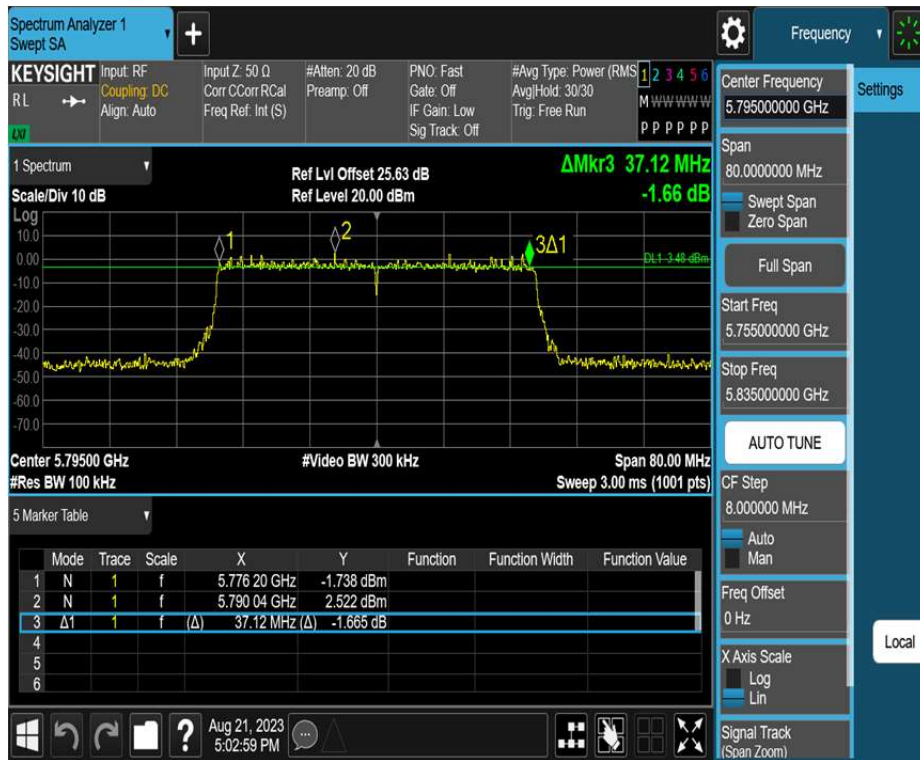 Spectrum Analyzer 1
Swept SA
+
Frequency
KEYSIGHT
RL
LXI
Input: RF
Coupling: DC
Align: Auto
Input Z: 50 Ω
Corr CCorr RCal
Freq Ref: Int (S)
#Atten: 20 dB
Preamp: Off
PNO: Fast
Gate: Off
IF Gain: Low
Sig Track: Off
#Avg Type: Power (RMS
Avg|Hold: 30/30
Trig: Free Run
1 2 3 4 5 6
M W W W W W
P P P P P P
1 Spectrum
Scale/Div 10 dB
Ref Lvl Offset 25.63 dB
Ref Level 20.00 dBm
ΔMkr3 37.12 MHz
-1.66 dB
Log
10.0
0.00
-10.0
-20.0
-30.0
-40.0
-50.0
-60.0
-70.0
1
2
3Δ1
DL1 -3.48 dBm
Center 5.79500 GHz
#Res BW 100 kHz
#Video BW 300 kHz
Span 80.00 MHz
Sweep 3.00 ms (1001 pts)
5 Marker Table
Mode Trace Scale X Y Function Function Width Function Value
1 N 1 f 5.776 20 GHz -1.738 dBm
2 N 1 f 5.790 04 GHz 2.522 dBm
3 Δ1 1 f (Δ) 37.12 MHz (Δ) -1.665 dB
4
5
6
?
Aug 21, 2023
5:02:59 PM
Center Frequency
5.795000000 GHz
Span
80.0000000 MHz
Swept Span
Zero Span
Full Span
Start Freq
5.755000000 GHz
Stop Freq
5.835000000 GHz
AUTO TUNE
CF Step
8.000000 MHz
Auto
Man
Freq Offset
0 Hz
X Axis Scale
Log
Lin
Signal Track
(Span Zoom)
Settings
Local